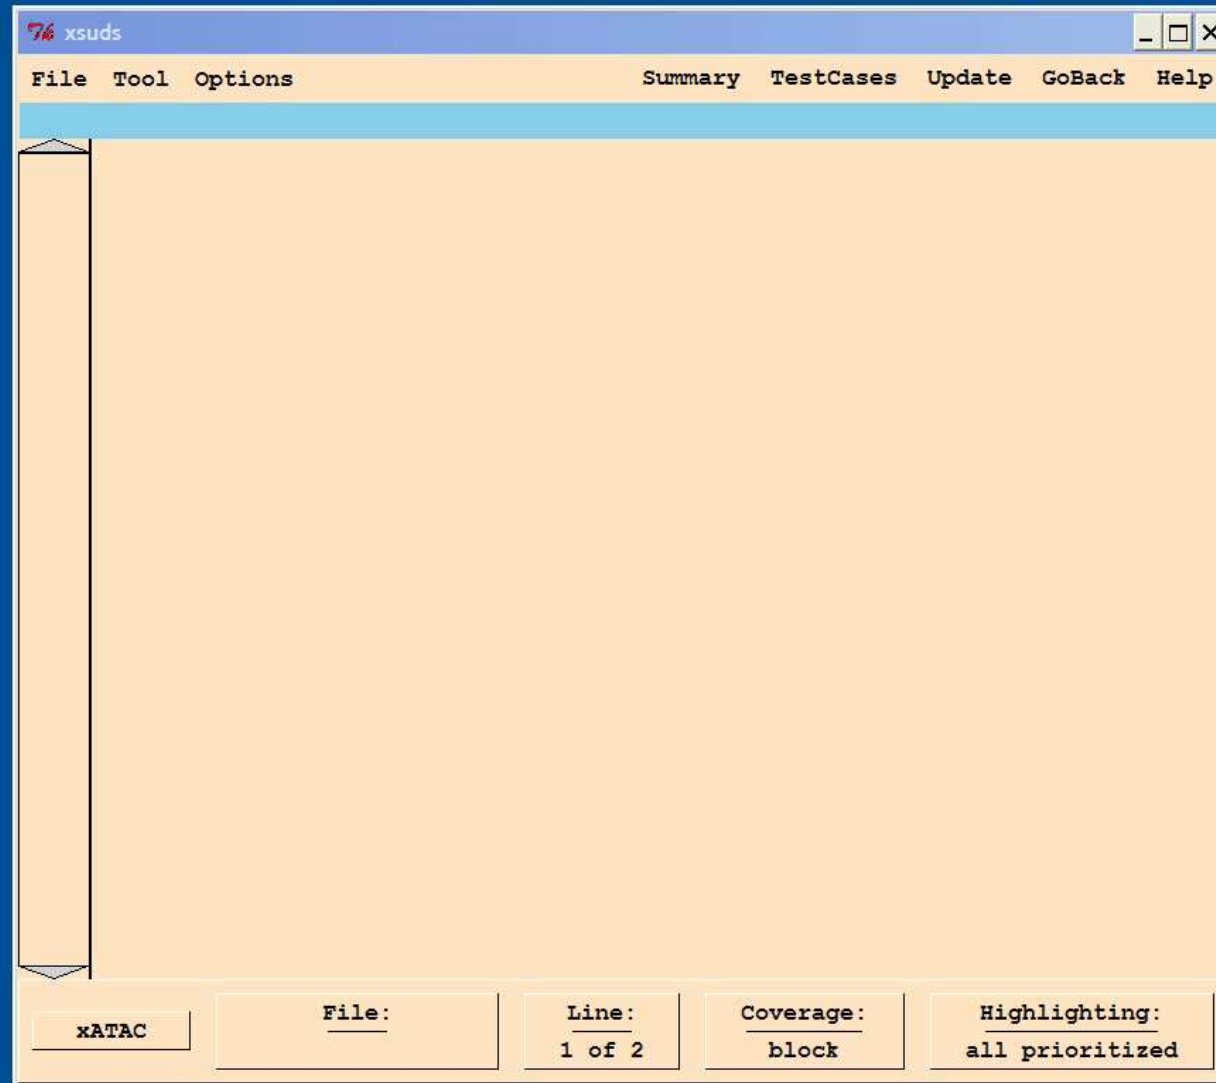 xsuds
File Tool Options Summary TestCases Update GoBack Help
xATAC
File:
Line:
1 of 2
Coverage:
block
Highlighting:
all prioritized